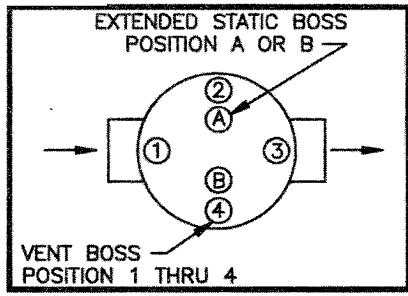 EXTENDED STATIC BOSS
POSITION A OR B
2
A
1
3
B
4
VENT BOSS
POSITION 1 THRU 4